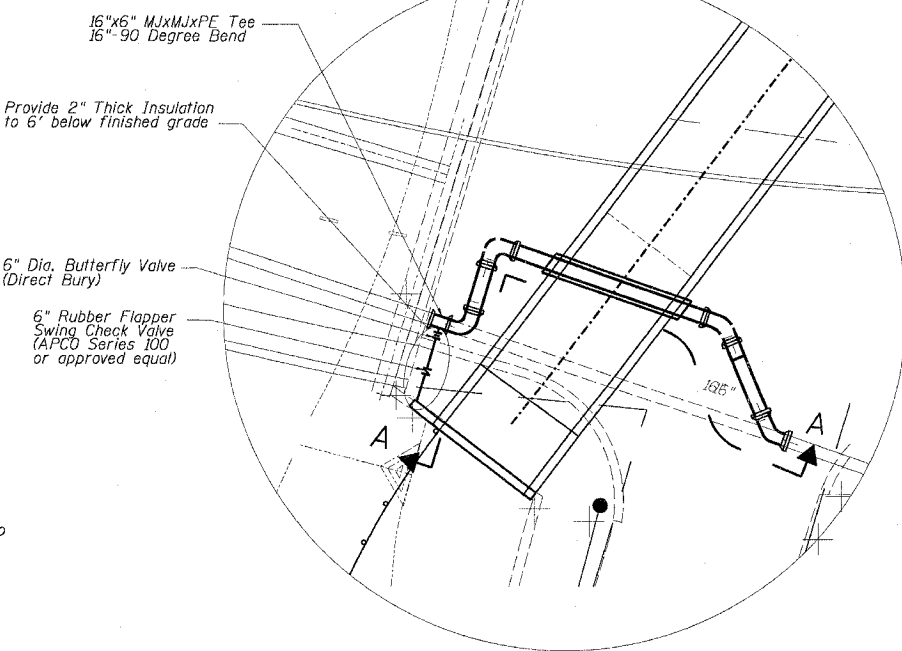 16"x6" MJxMJxPE Tee
16"-90 Degree Bend
Provide 2" Thick Insulation
to 6' below finished grade
6" Dia. Butterfly Valve
(Direct Bury)
6" Rubber Flapper
Swing Check Valve
(APCO Series 100
or approved equal)
A
A